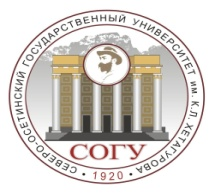 СЕВЕРО-ОСЕТИНСКИЙ ГОСУДАРСТВЕННЫЙ УНИВЕРСИТЕТ им. К.Л. ХЕТАГУРОВА
СОГУ
• 1920 •